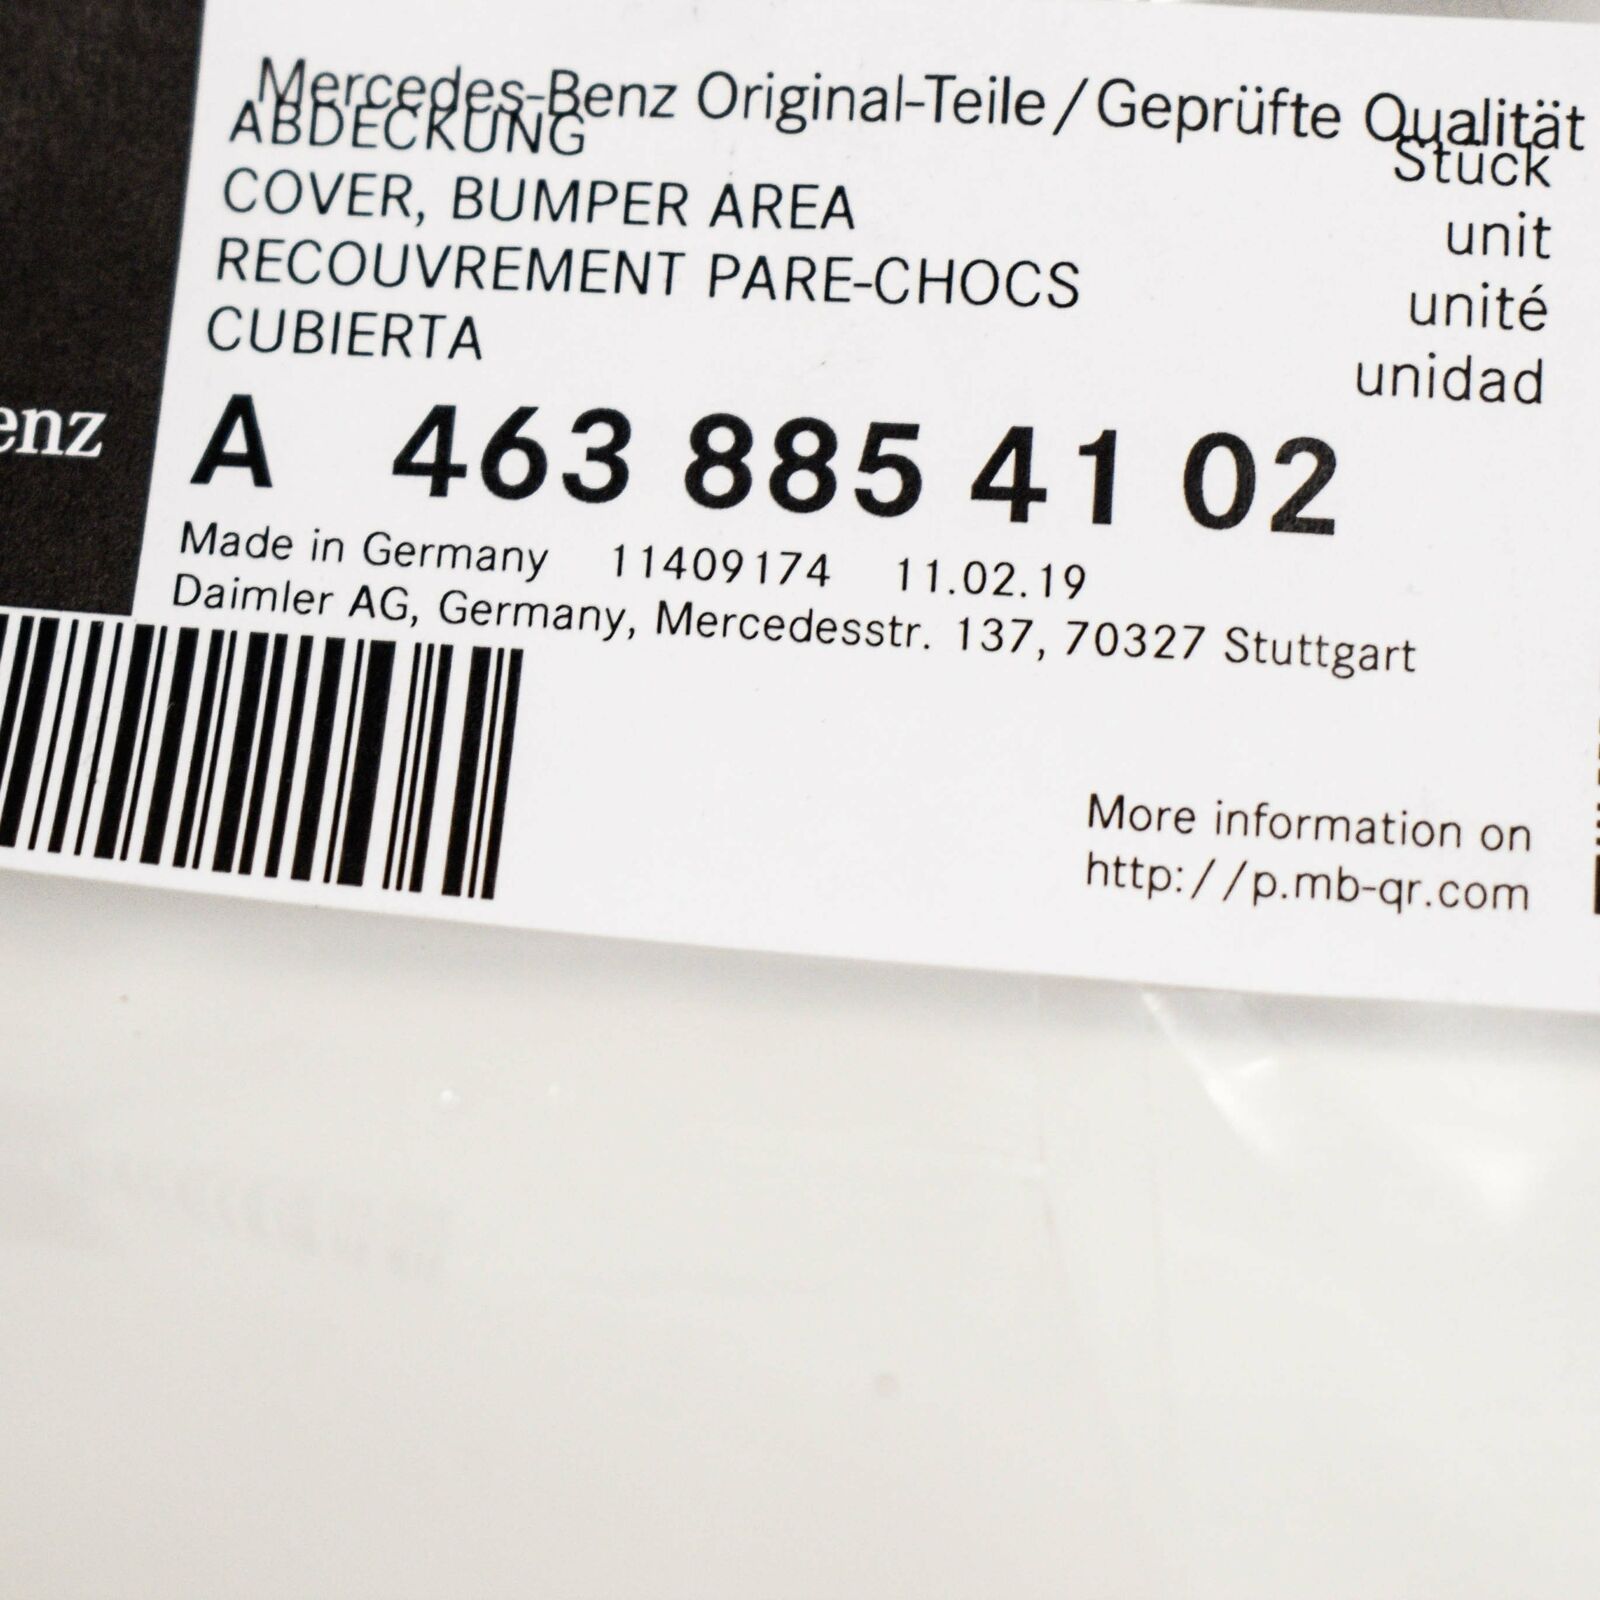 Mercedes-Benz Original-Teile/Geprüfte Qualität
ABDECKUNG Stück
COVER, BUMPER AREA unit
RECOUVREMENT PARE-CHOCS unité
CUBIERTA unidad
enz
A 463 885 41 02
Made in Germany 11409174 11.02.19
Daimler AG, Germany, Mercedesstr. 137, 70327 Stuttgart
More information on
http://p.mb-qr.com